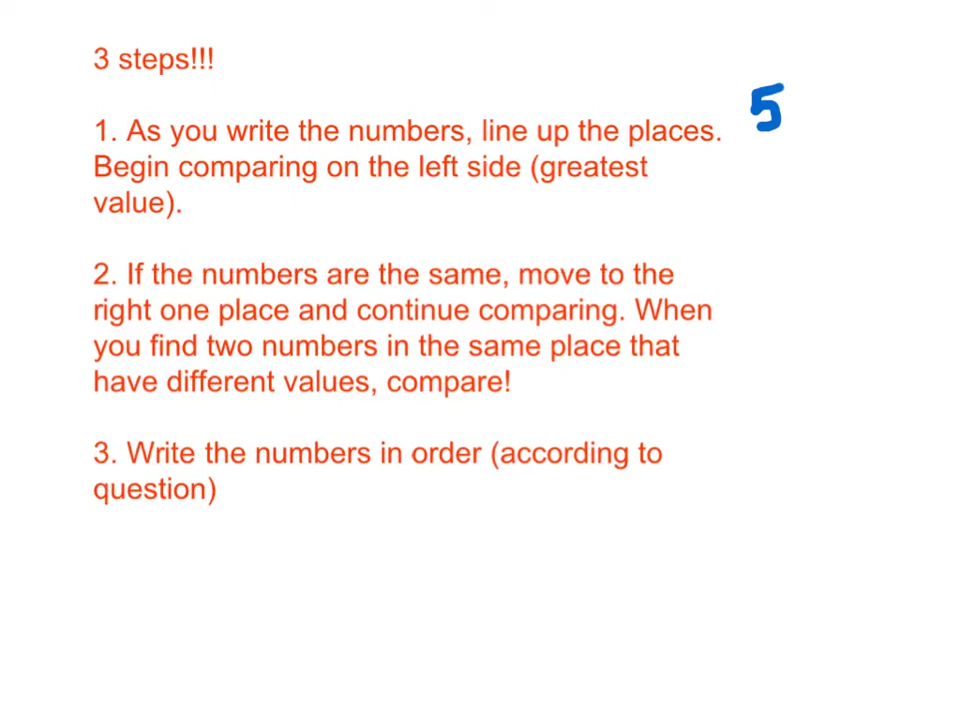 3 steps!!!
5
1. As you write the numbers, line up the places.
Begin comparing on the left side (greatest
value).
2. If the numbers are the same, move to the
right one place and continue comparing. When
you find two numbers in the same place that
have different values, compare!
3. Write the numbers in order (according to
question)